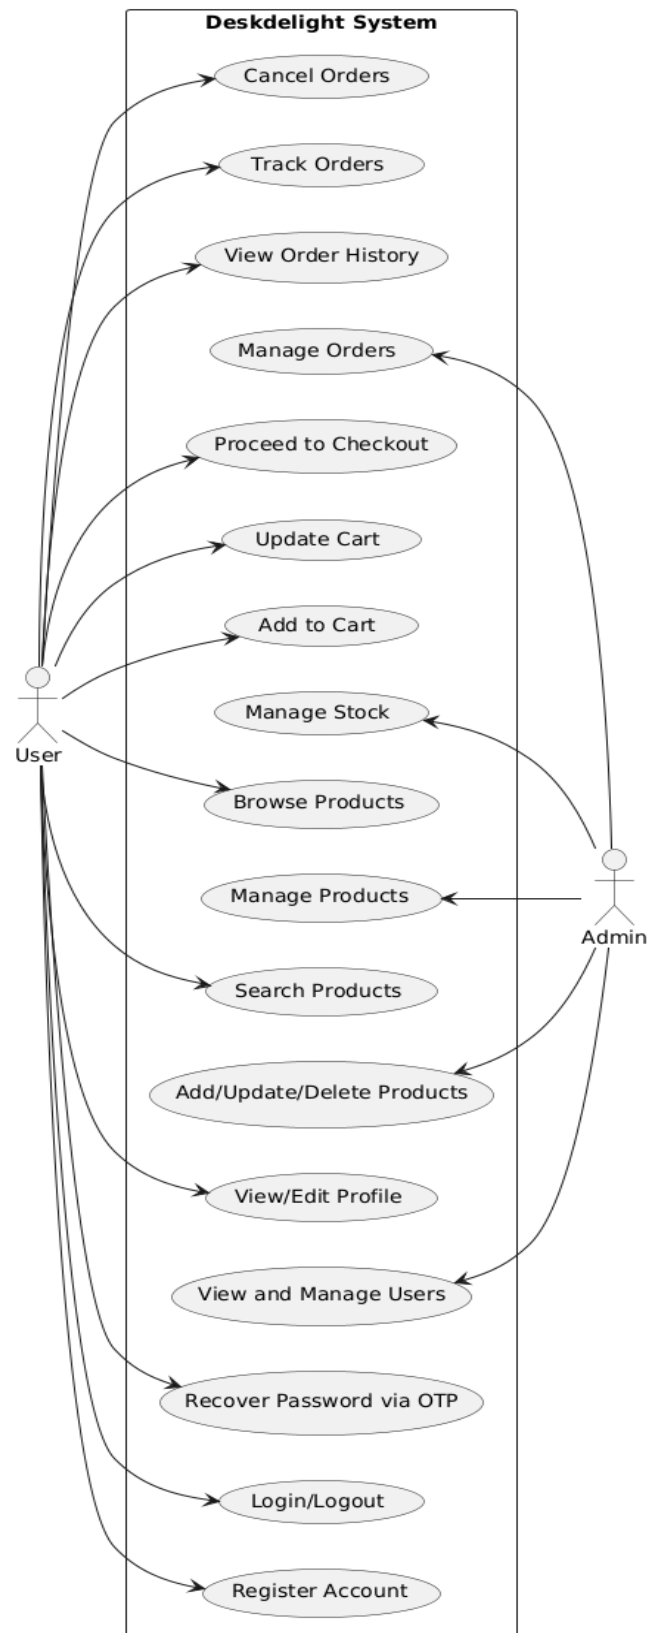 Deskdelight System
Cancel Orders
Track Orders
View Order History
Manage Orders
Proceed to Checkout
Update Cart
Add to Cart
Manage Stock
User
Browse Products
Manage Products
Admin
Search Products
Add/Update/Delete Products
View/Edit Profile
View and Manage Users
Recover Password via OTP
Login/Logout
Register Account